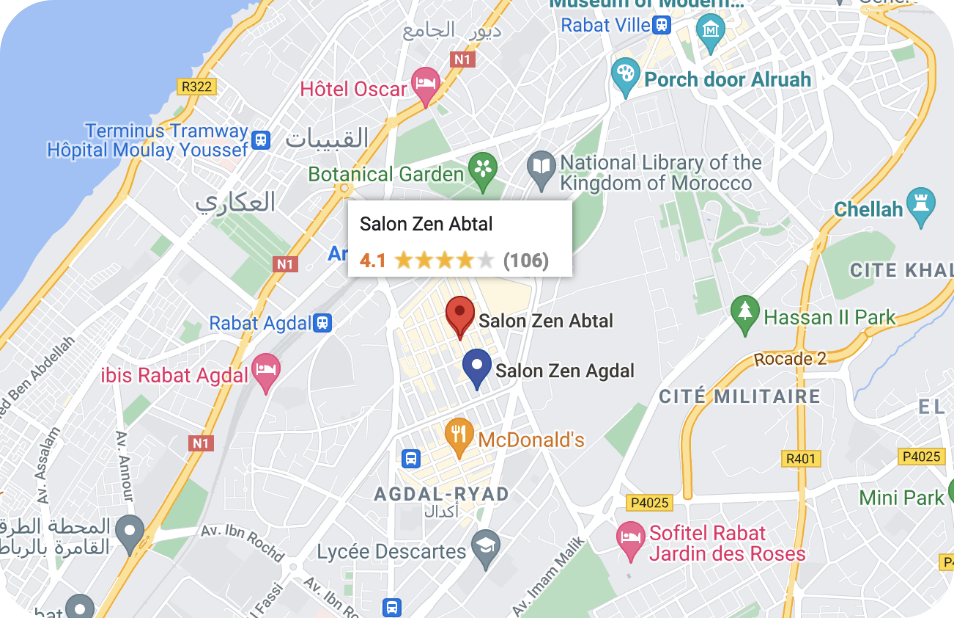 Museum of Modern...
Rabat Ville
ديور الجامع
N1
Porch door Alruah
Hôtel Oscar
R322
Terminus Tramway
Hôpital Moulay Youssef
القبيبات
Botanical Garden
National Library of the
Kingdom of Morocco
العكاري
Chellah
Salon Zen Abtal
4.1 (106)
Ar
N1
CITE KHAL
Rabat Agdal
Salon Zen Abtal
Hassan II Park
Rocade 2
ed Ben Abdellah
ibis Rabat Agdal
Salon Zen Agdal
CITÉ MILITAIRE
EL
McDonald's
N1
Av. Assalam
Av. Annour
R401
P4025
AGDAL-RYAD
أكدال
P4025
Mini Park
المحطة الطرق
القامرة بالرباط
Av. Ibn Rochd
Lycée Descartes
Sofitel Rabat
Jardin des Roses
Av. Imam Malik
l Fassi
Av. Ibn Ro
bat